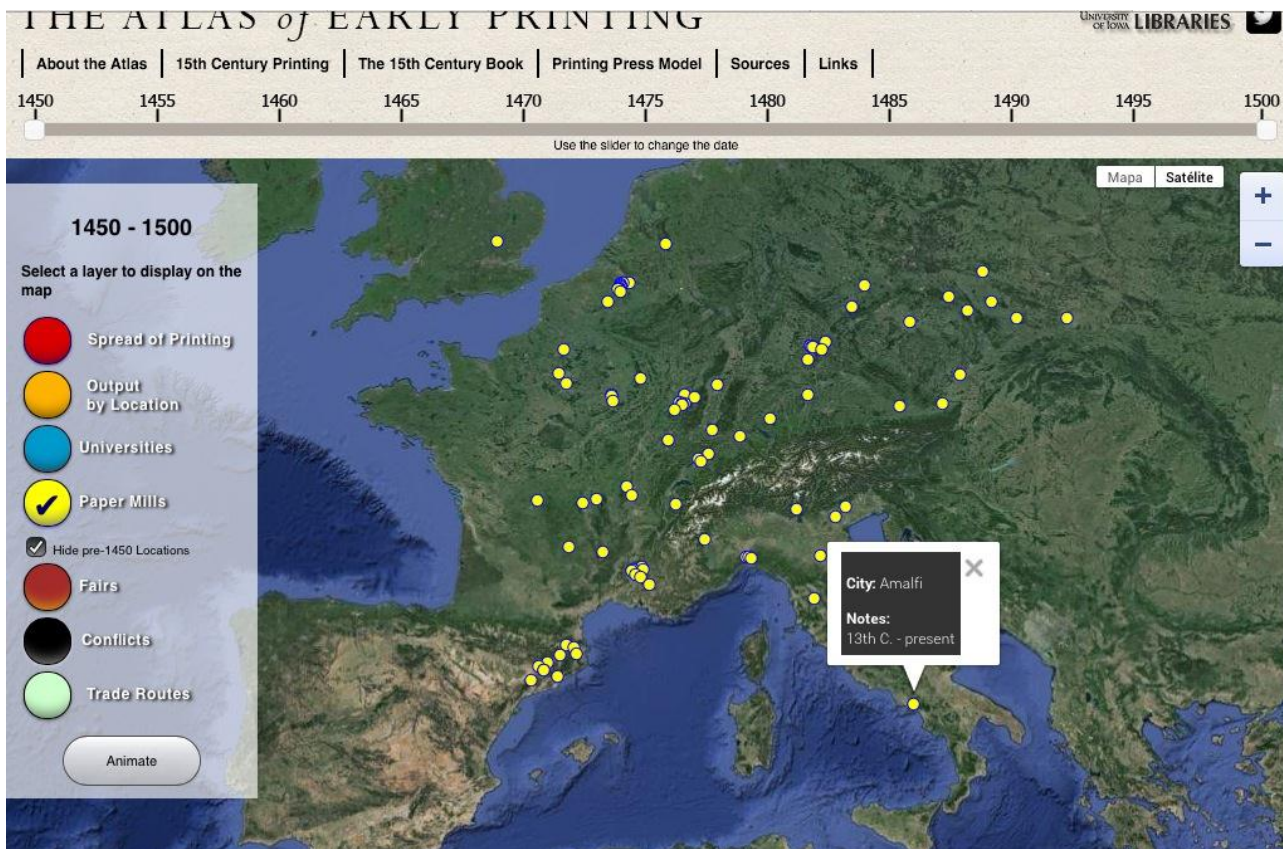 THE ATLAS of EARLY PRINTING
UNIVERSITY OF IOWA LIBRARIES
About the Atlas
15th Century Printing
The 15th Century Book
Printing Press Model
Sources
Links
1450 1455 1460 1465 1470 1475 1480 1485 1490 1495 1500
Use the slider to change the date
Mapa
Satélite
+
−
1450 - 1500
Select a layer to display on the
map
Spread of Printing
Output
by Location
Universities
Paper Mills
Hide pre-1450 Locations
Fairs
Conflicts
Trade Routes
Animate
City: Amalfi
Notes:
13th C. - present